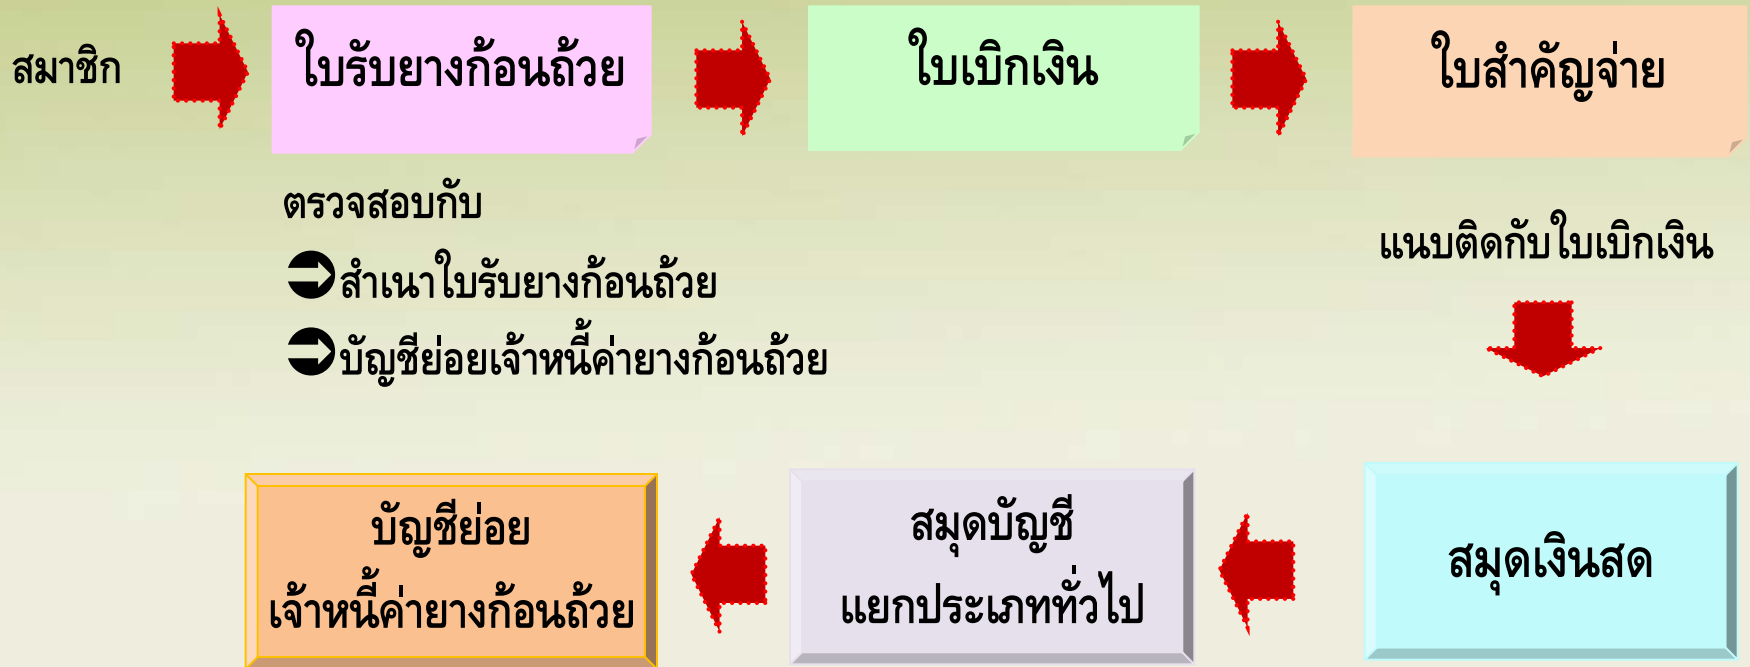 สมาชิก
ใบรับยางก้อนถ้วย
ใบเบิกเงิน
ใบสำคัญจ่าย
ตรวจสอบกับ
สำเนาใบรับยางก้อนถ้วย
บัญชีย่อยเจ้าหนี้ค่ายางก้อนถ้วย
แนบติดกับใบเบิกเงิน
สมุดเงินสด
สมุดบัญชี
แยกประเภททั่วไป
บัญชีย่อย
เจ้าหนี้ค่ายางก้อนถ้วย